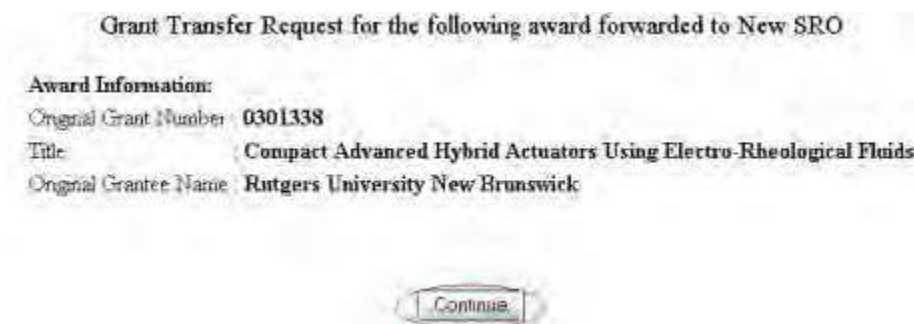 Grant Transfer Request for the following award forwarded to New SRO
Award Information:
Original Grant Number : 0301338
Title : Compact Advanced Hybrid Actuators Using Electro-Rheological Fluids
Original Grantee Name : Rutgers University New Brunswick
Continue